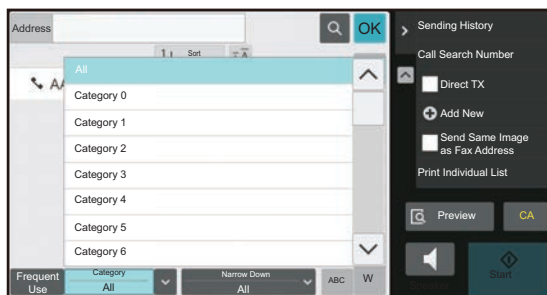 Address
OK
Sort
AA
All
Category 0
Category 1
Category 2
Category 3
Category 4
Category 5
Category 6
Frequent
Use
Category
All
Narrow Down
All
ABC
W
Sending History
Call Search Number
Direct TX
Add New
Send Same Image
as Fax Address
Print Individual List
Preview
CA
Speaker
Start